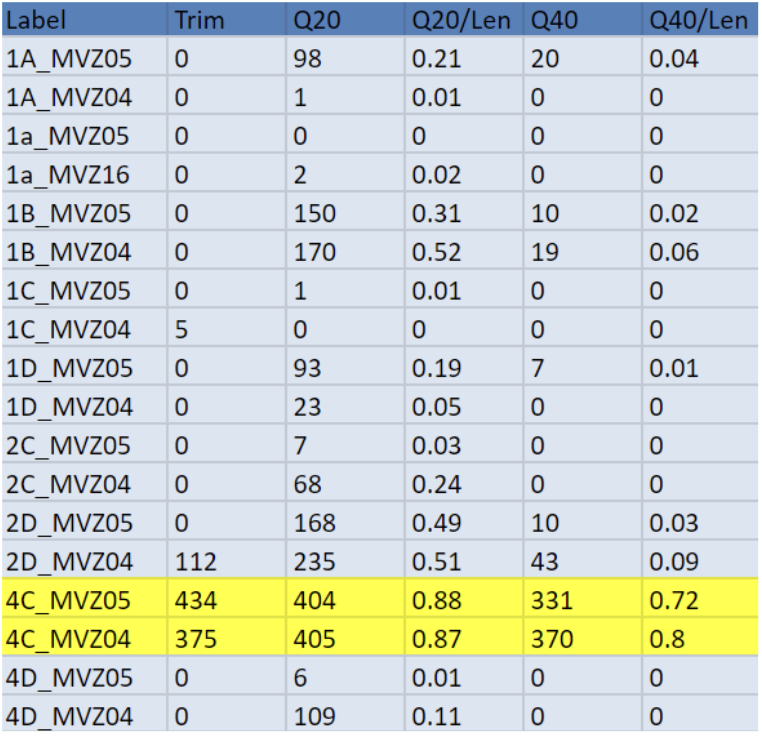 Label Trim Q20 Q20/Len Q40 Q40/Len
1A_MVZ05 0 98 0.21 20 0.04
1A_MVZ04 0 1 0.01 0 0
1a_MVZ05 0 0 0 0 0
1a_MVZ16 0 2 0.02 0 0
1B_MVZ05 0 150 0.31 10 0.02
1B_MVZ04 0 170 0.52 19 0.06
1C_MVZ05 0 1 0.01 0 0
1C_MVZ04 5 0 0 0 0
1D_MVZ05 0 93 0.19 7 0.01
1D_MVZ04 0 23 0.05 0 0
2C_MVZ05 0 7 0.03 0 0
2C_MVZ04 0 68 0.24 0 0
2D_MVZ05 0 168 0.49 10 0.03
2D_MVZ04 112 235 0.51 43 0.09
4C_MVZ05 434 404 0.88 331 0.72
4C_MVZ04 375 405 0.87 370 0.8
4D_MVZ05 0 6 0.01 0 0
4D_MVZ04 0 109 0.11 0 0